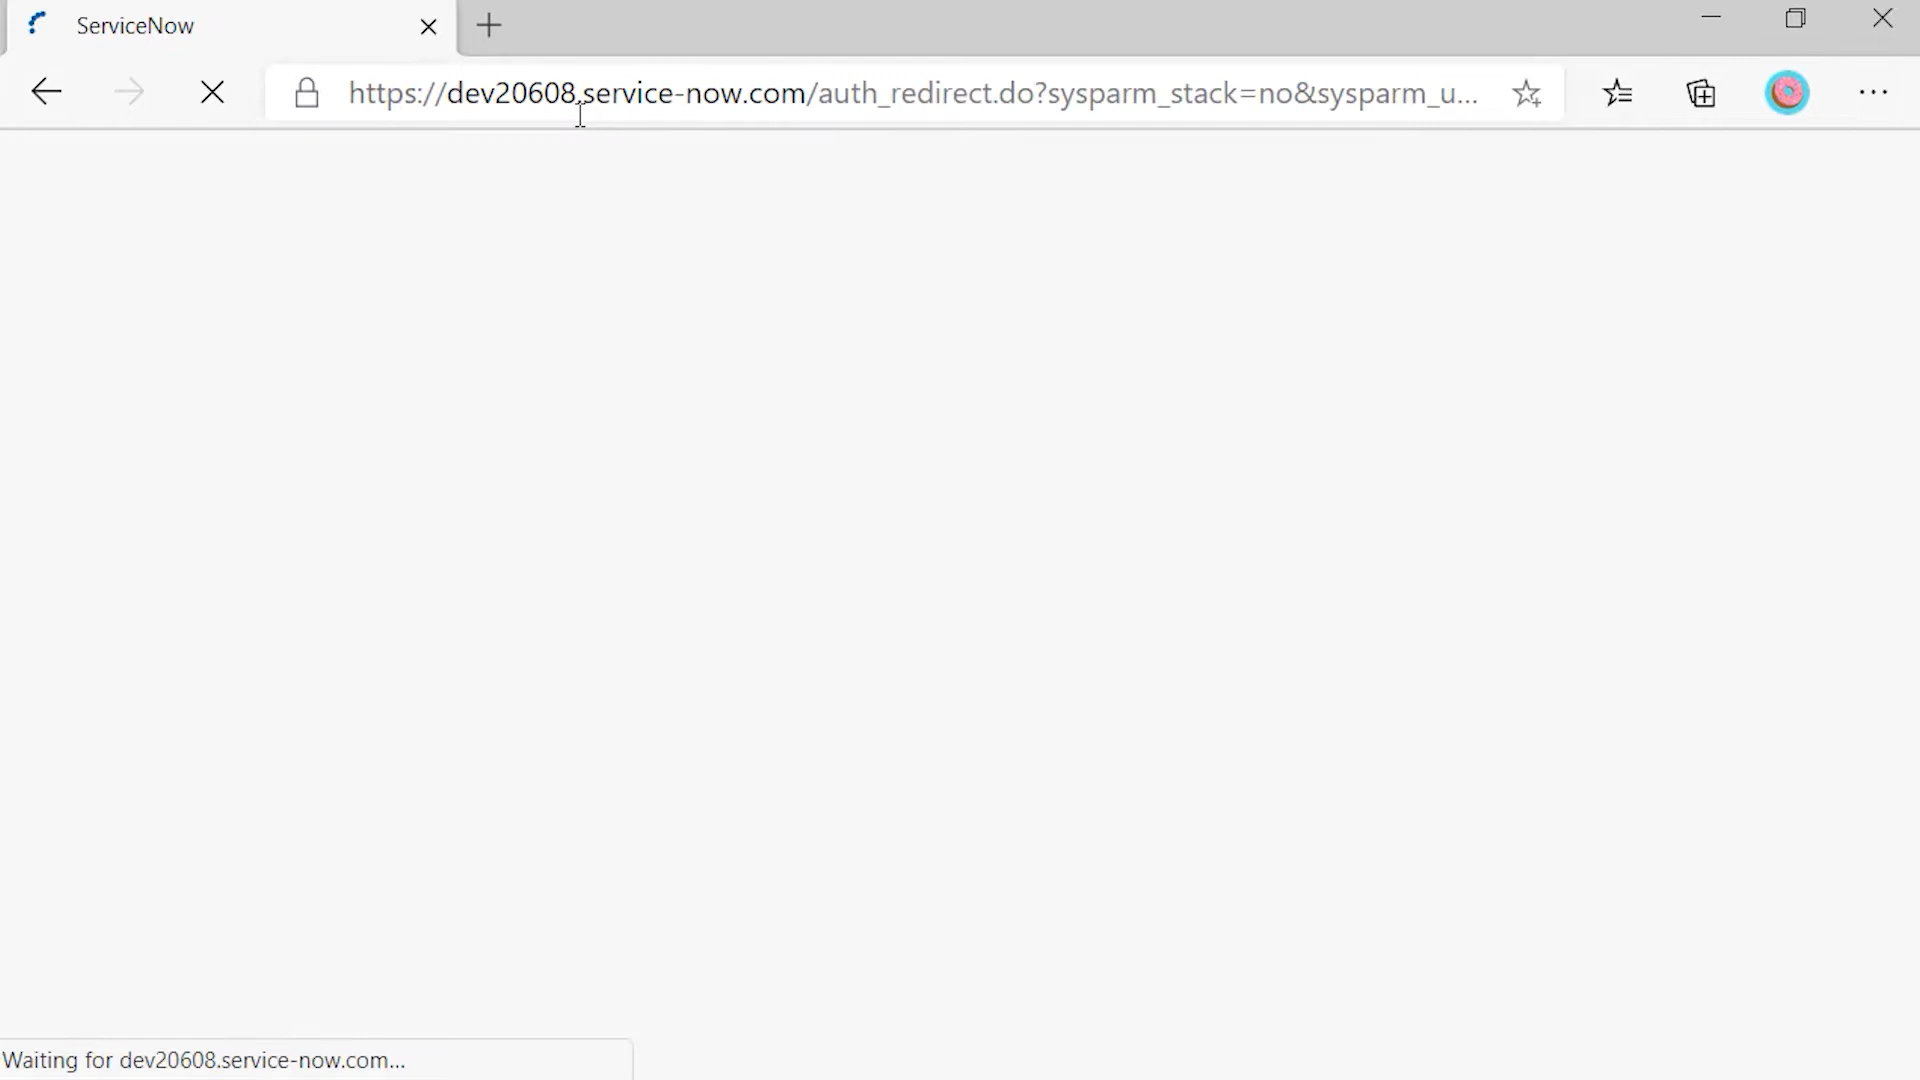 ServiceNow
https://dev20608.service-now.com/auth_redirect.do?sysparm_stack=no&sysparm_u...
Waiting for dev20608.service-now.com...